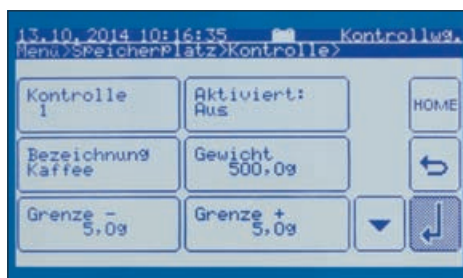 13.10.2014 10:16:35 Kontrollwg.
Menü>Speicherplatz>Kontrolle>
Kontrolle
1
Aktiviert:
Aus
HOME
Bezeichnung
Kaffee
Gewicht
500,0g
Grenze -
5,0g
Grenze +
5,0g